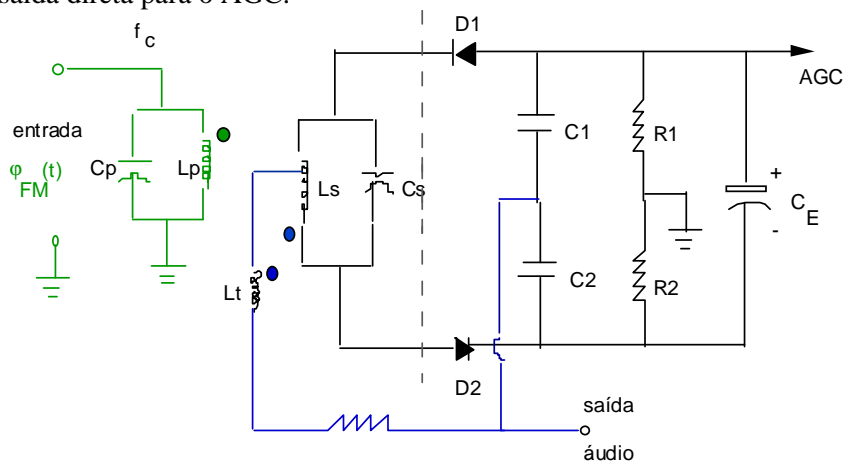 saída direta para o AGC.
f C
D1
AGC
entrada
φ FM (t)
Cp
Lp
Ls
Cs
C1
R1
+
C E
-
C2
R2
Lt
D2
saída
áudio